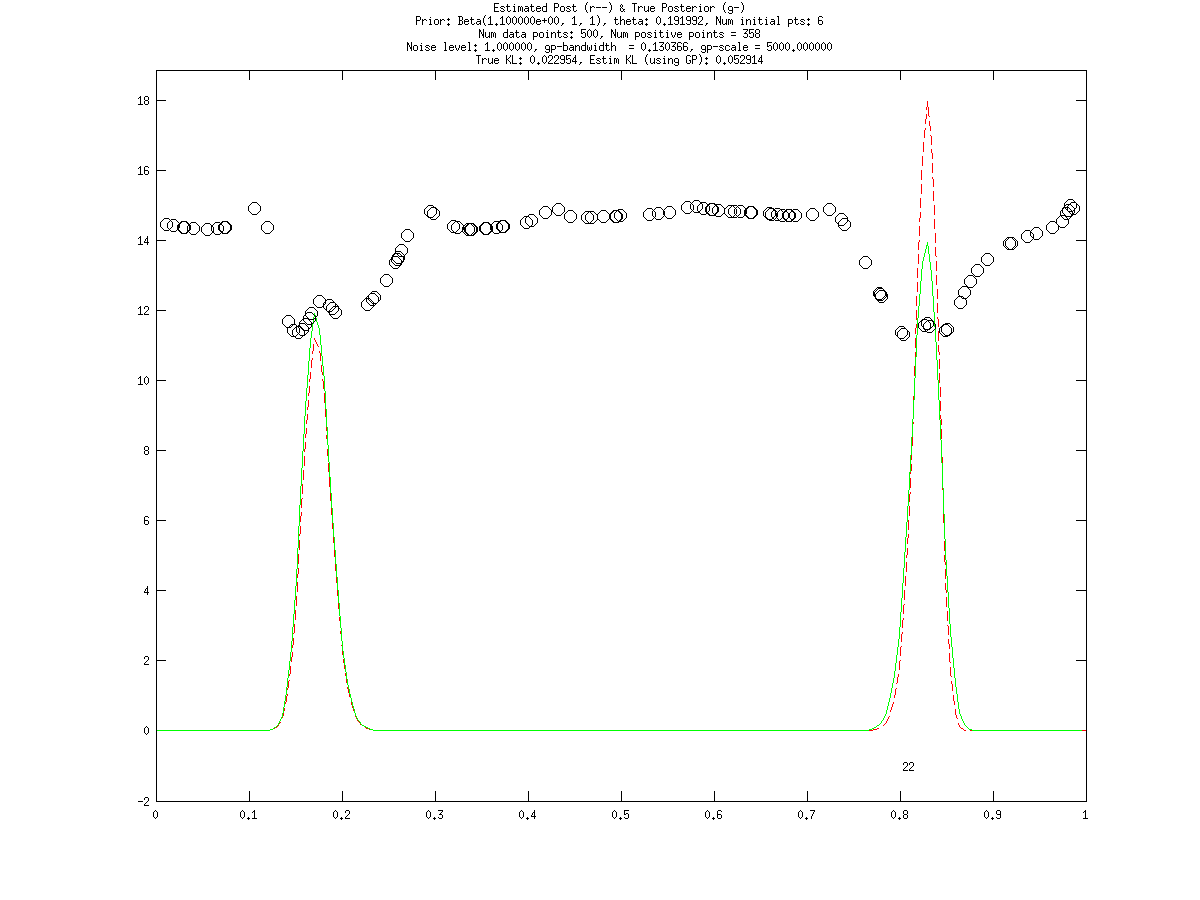 Estimated Post (r--) & True Posterior (g-)
Prior: Beta(1.100000e+00, 1, 1), theta: 0.191992, Num initial pts: 6
Num data points: 500, Num positive points = 358
Noise level: 1.000000, gp-bandwidth  = 0.130366, gp-scale = 5000.000000
True KL: 0.022954, Estim KL (using GP): 0.052914
18
16
14
12
10
8
6
4
2
0
22
-2
0 0.1 0.2 0.3 0.4 0.5 0.6 0.7 0.8 0.9 1